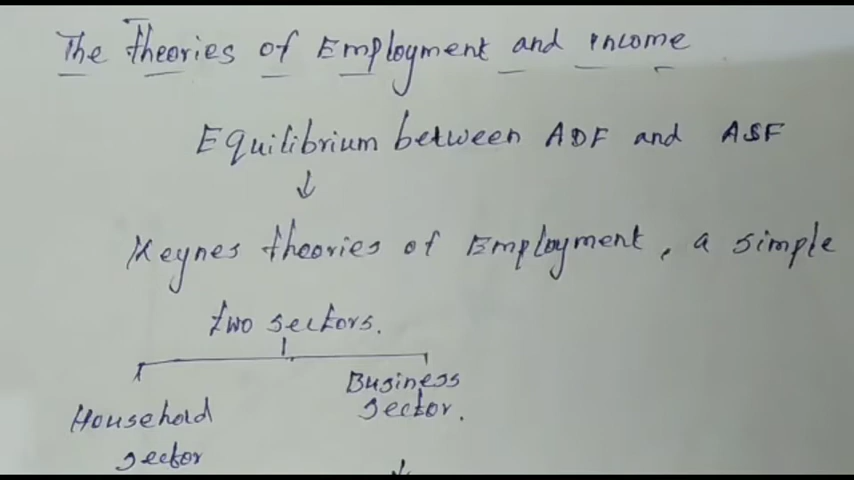 The Theories of Employment and Income
Equilibrium between ADF and ASF
↓
Keynes theories of Employment, a simple
two sectors.
Household
sector
Business
sector.
↓